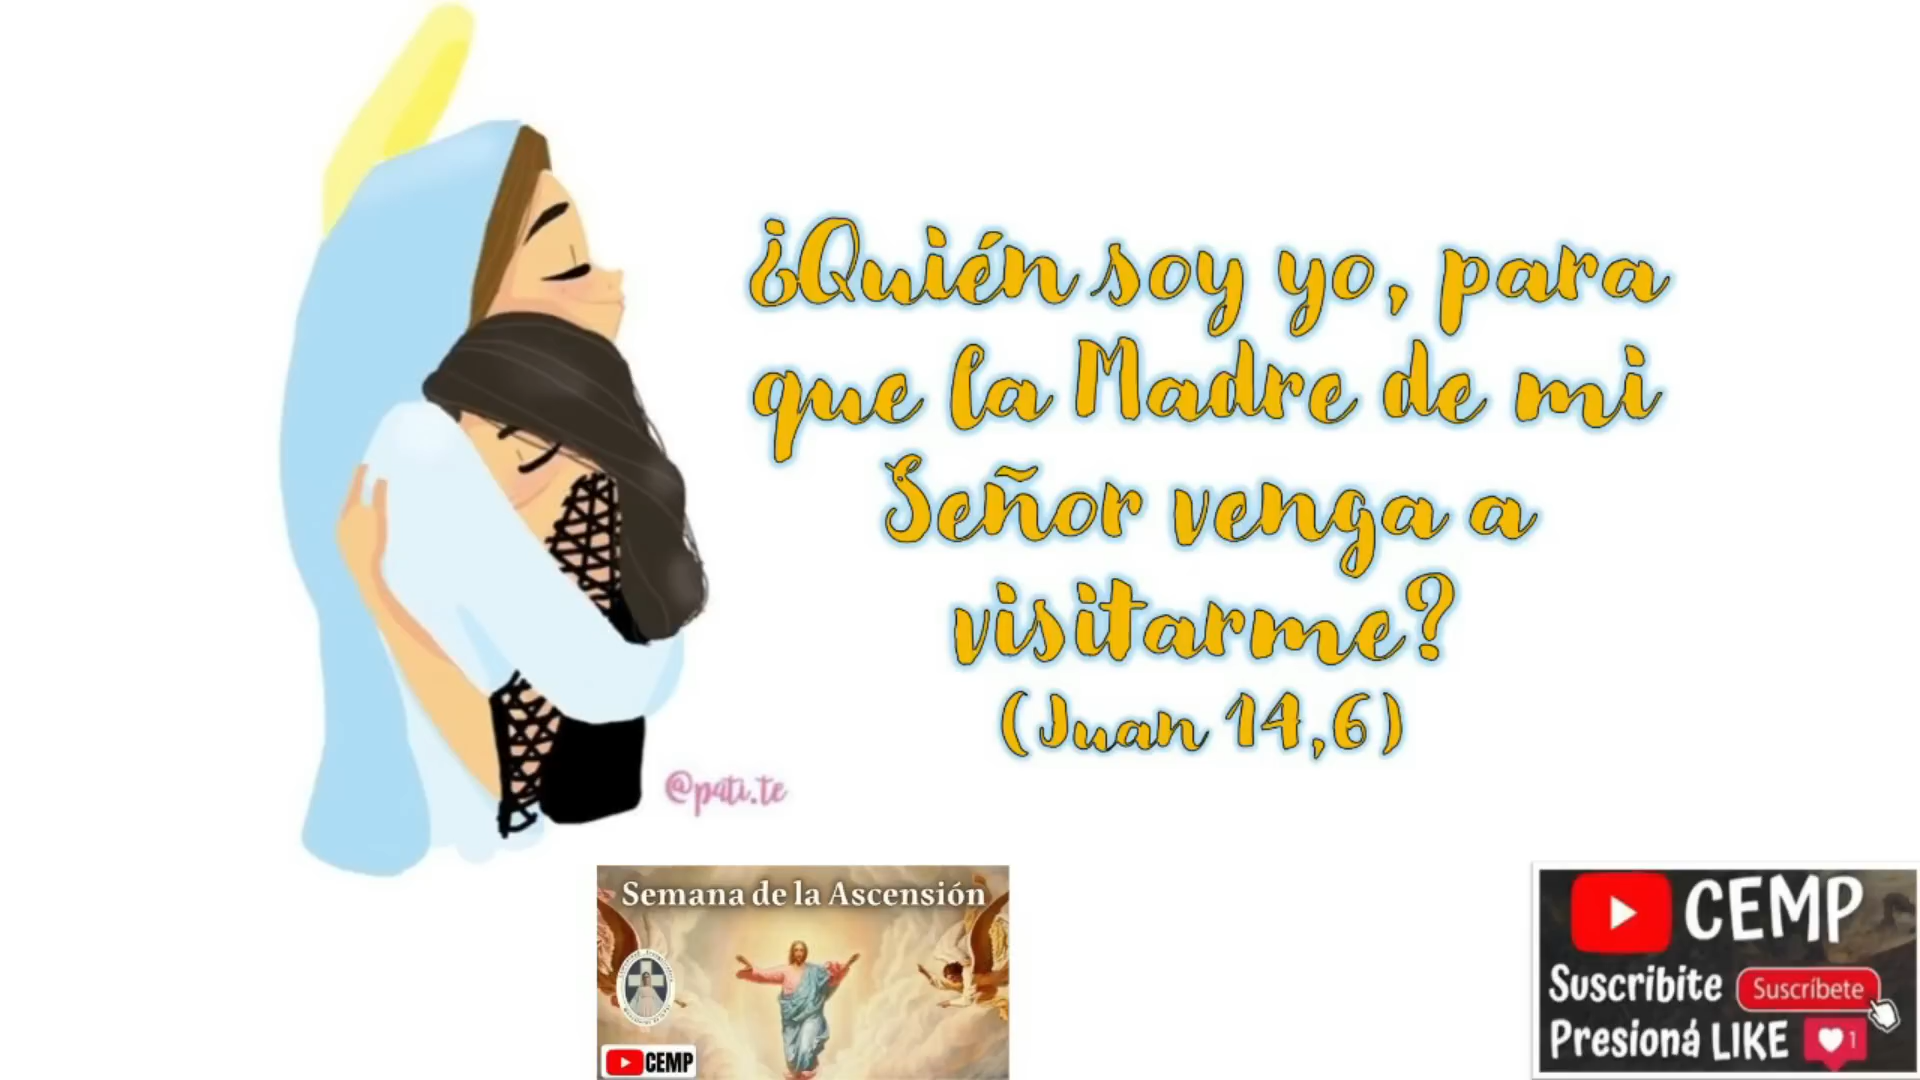 ¿Quién soy yo, para
que la Madre de mi
Señor venga a
visitarme?
(Juan 14,6)
@pati.te
Semana de la Ascensión
CEMP
CEMP
Suscribite Suscríbete
Presioná LIKE 1